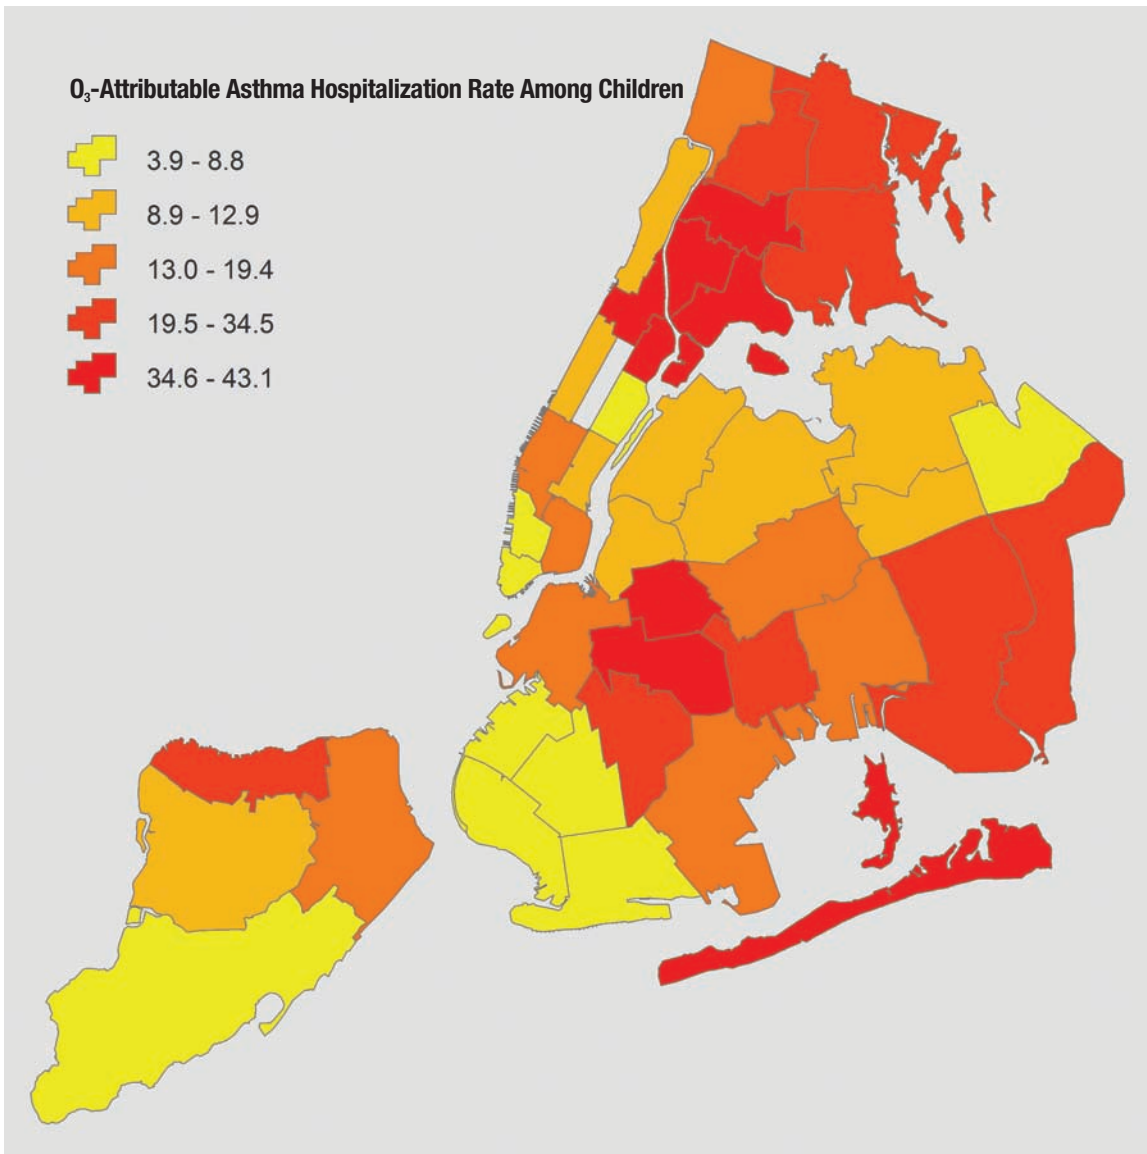 O₃-Attributable Asthma Hospitalization Rate Among Children
3.9 - 8.8
8.9 - 12.9
13.0 - 19.4
19.5 - 34.5
34.6 - 43.1